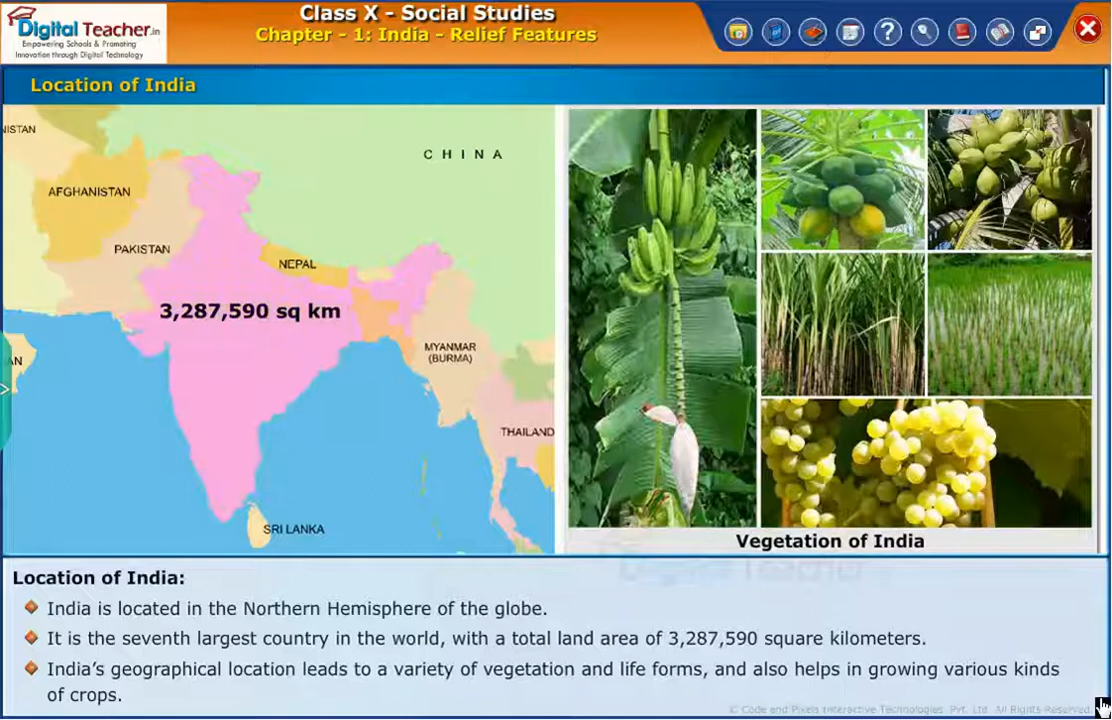 Digital Teacher.in
Empowering Schools & Promoting
Innovation through Digital Technology
Class X - Social Studies
Chapter - 1: India - Relief Features
Location of India
NISTAN
CHINA
AFGHANISTAN
PAKISTAN
NEPAL
3,287,590 sq km
AN
MYANMAR
(BURMA)
THAILAND
SRI LANKA
Vegetation of India
Location of India:
India is located in the Northern Hemisphere of the globe.
It is the seventh largest country in the world, with a total land area of 3,287,590 square kilometers.
India's geographical location leads to a variety of vegetation and life forms, and also helps in growing various kinds
of crops.
© Code and Pixels Interactive Technologies. Pvt. Ltd. All Rights Reserved.